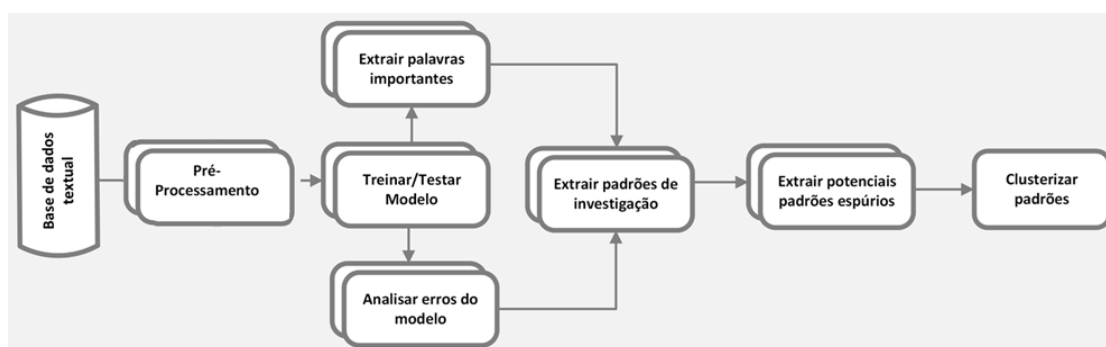 Base de dados
textual
Pré-
Processamento
Extrair palavras
importantes
Treinar/Testar
Modelo
Analisar erros do
modelo
Extrair padrões de
investigação
Extrair potenciais
padrões espúrios
Clusterizar
padrões